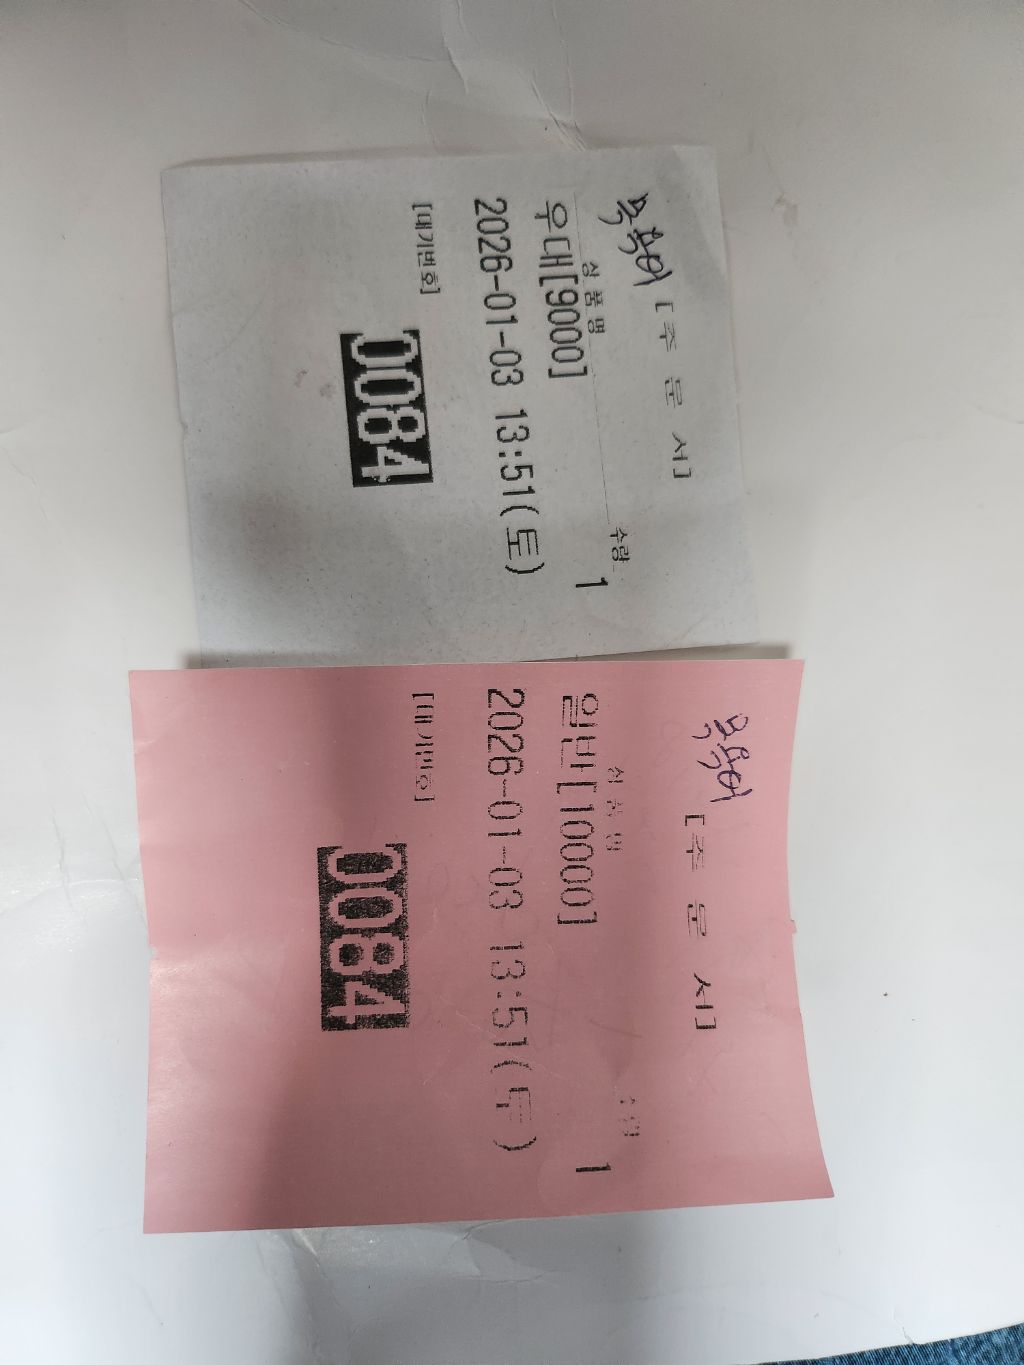 [주 문 서]
상 품 명 수량
우대[9000] 1
2026-01-03 13:51(토)
[대기번호]
0084
[주 문 서]
상 품 명 수량
일반[10000] 1
2026-01-03 13:51(토)
[대기번호]
0084